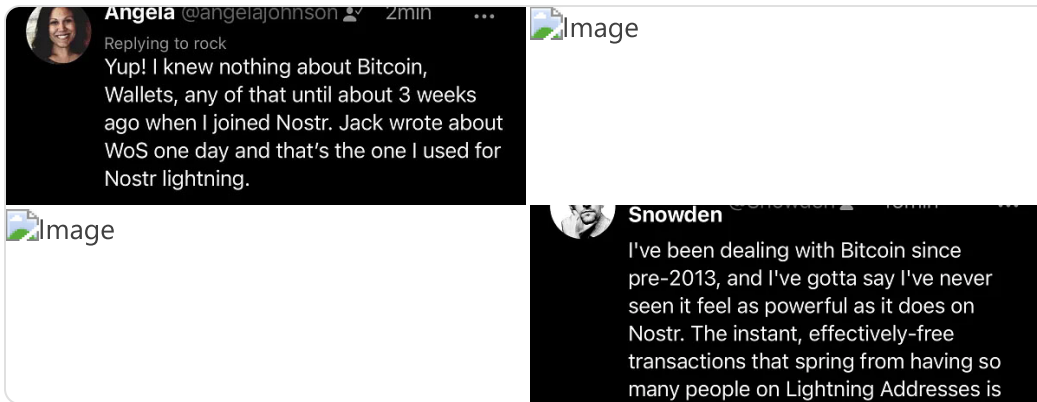 Angela @angelajohnson 2min
Replying to rock
Yup! I knew nothing about Bitcoin,
Wallets, any of that until about 3 weeks
ago when I joined Nostr. Jack wrote about
WoS one day and that's the one I used for
Nostr lightning.
Image
Image
Snowden @Snowden
I've been dealing with Bitcoin since
pre-2013, and I've gotta say I've never
seen it feel as powerful as it does on
Nostr. The instant, effectively-free
transactions that spring from having so
many people on Lightning Addresses is